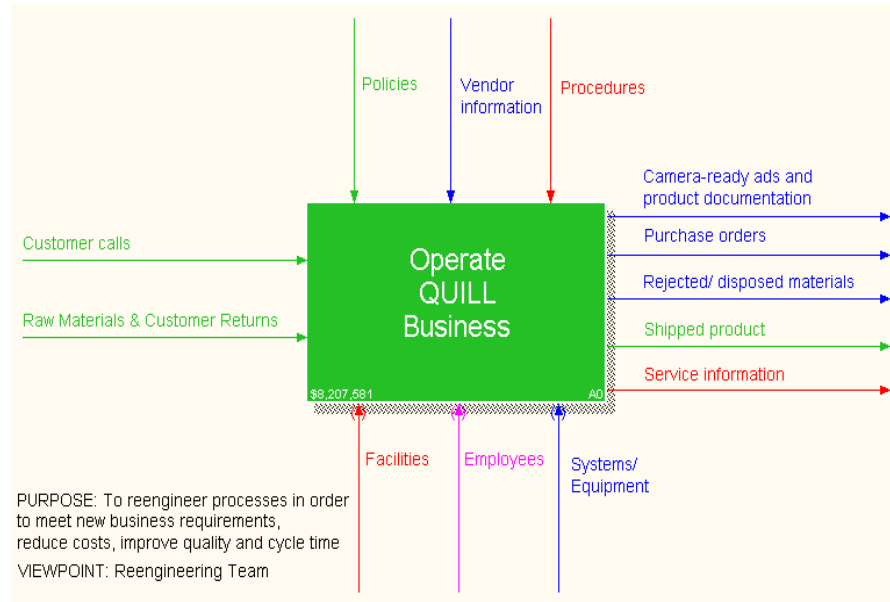 Policies
Vendor
information
Procedures
Camera-ready ads and
product documentation
Customer calls
Purchase orders
Operate
QUILL
Business
Rejected/ disposed materials
Raw Materials & Customer Returns
Shipped product
Service information
$8,207,581
A0
Facilities
Employees
Systems/
Equipment
PURPOSE: To reengineer processes in order
to meet new business requirements,
reduce costs, improve quality and cycle time
VIEWPOINT: Reengineering Team